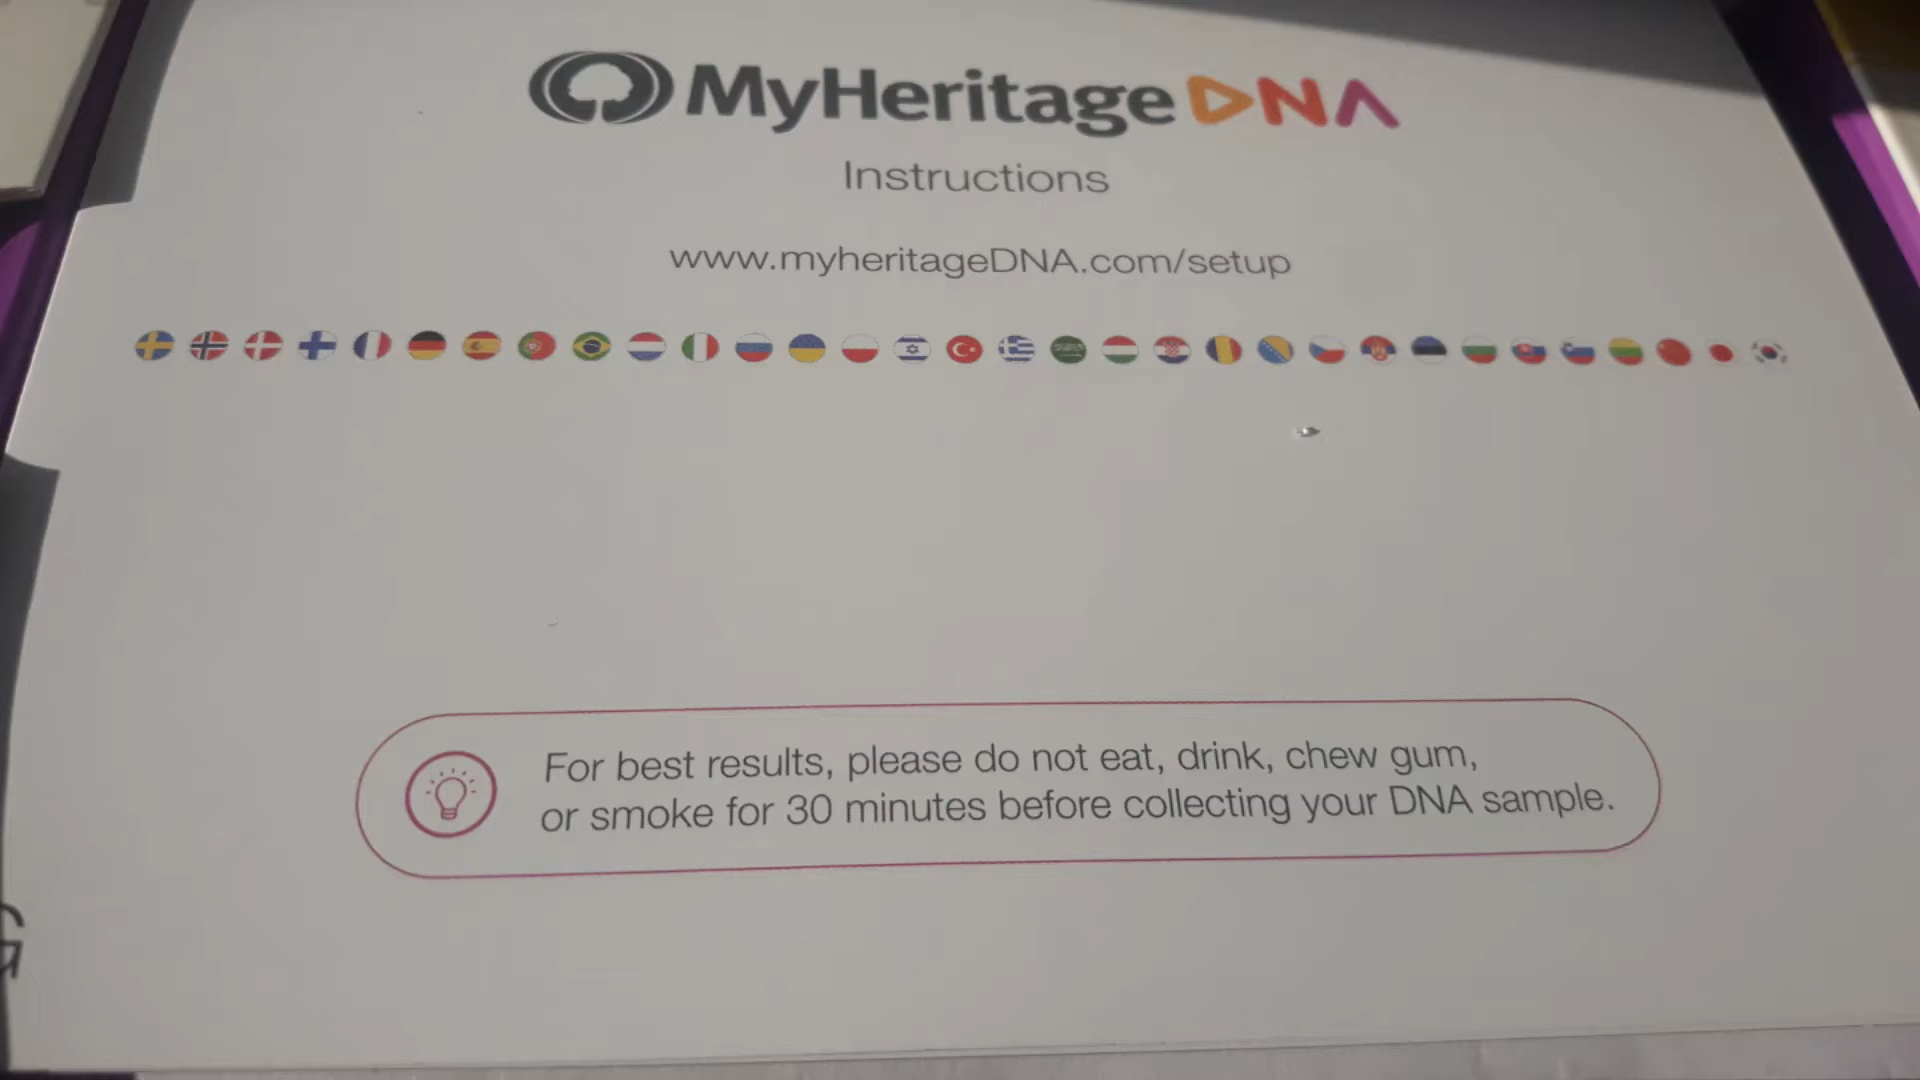 MyHeritage DNA
Instructions
www.myheritageDNA.com/setup
For best results, please do not eat, drink, chew gum,
or smoke for 30 minutes before collecting your DNA sample.